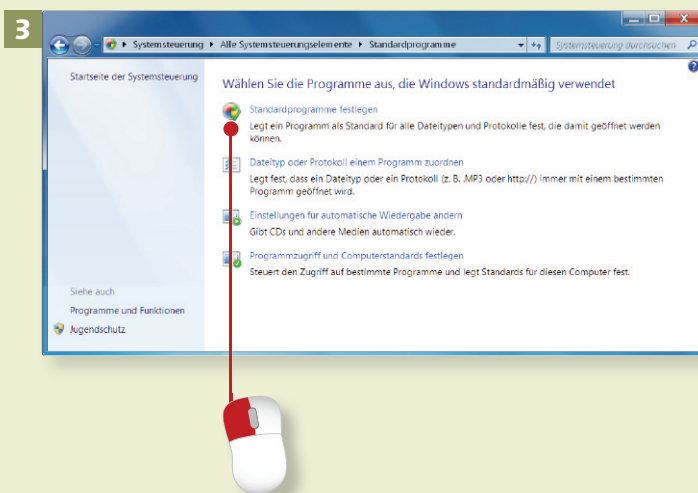 3
Systemsteuerung ▸ Alle Systemsteuerungselemente ▸ Standardprogramme
Systemsteuerung durchsuchen
Startseite der Systemsteuerung
Wählen Sie die Programme aus, die Windows standardmäßig verwendet
Standardprogramme festlegen
Legt ein Programm als Standard für alle Dateitypen und Protokolle fest, die damit geöffnet werden
können.
Dateityp oder Protokoll einem Programm zuordnen
Legt fest, dass ein Dateityp oder ein Protokoll (z. B. .MP3 oder http://) immer mit einem bestimmten
Programm geöffnet wird.
Einstellungen für automatische Wiedergabe ändern
Gibt CDs und andere Medien automatisch wieder.
Programmzugriff und Computerstandards festlegen
Steuert den Zugriff auf bestimmte Programme und legt Standards für diesen Computer fest.
Siehe auch
Programme und Funktionen
Jugendschutz